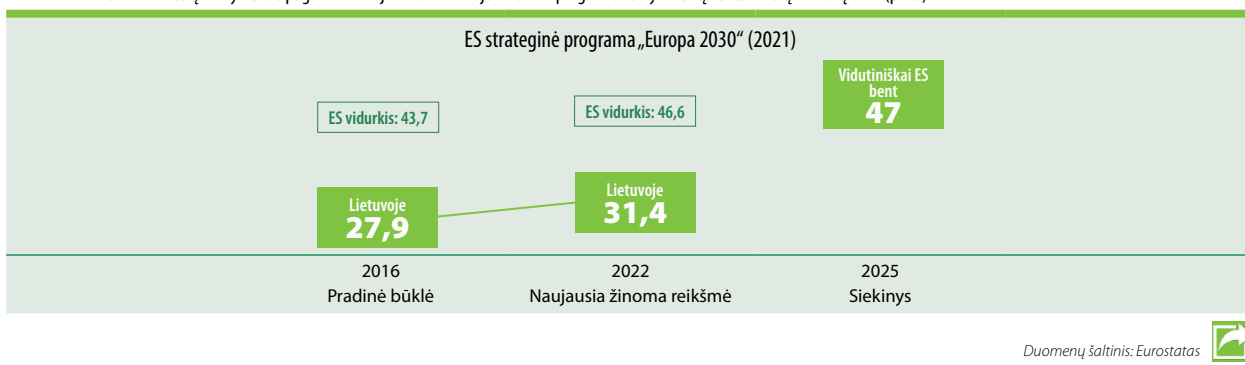 ES strateginė programa „Europa 2030“ (2021)
Vidutiniškai ES
bent
47
ES vidurkis: 43,7
ES vidurkis: 46,6
Lietuvoje
27,9
Lietuvoje
31,4
2016
2022
2025
Pradinė būklė
Naujausia žinoma reikšmė
Siekinys
Duomenų šaltinis: Eurostatas